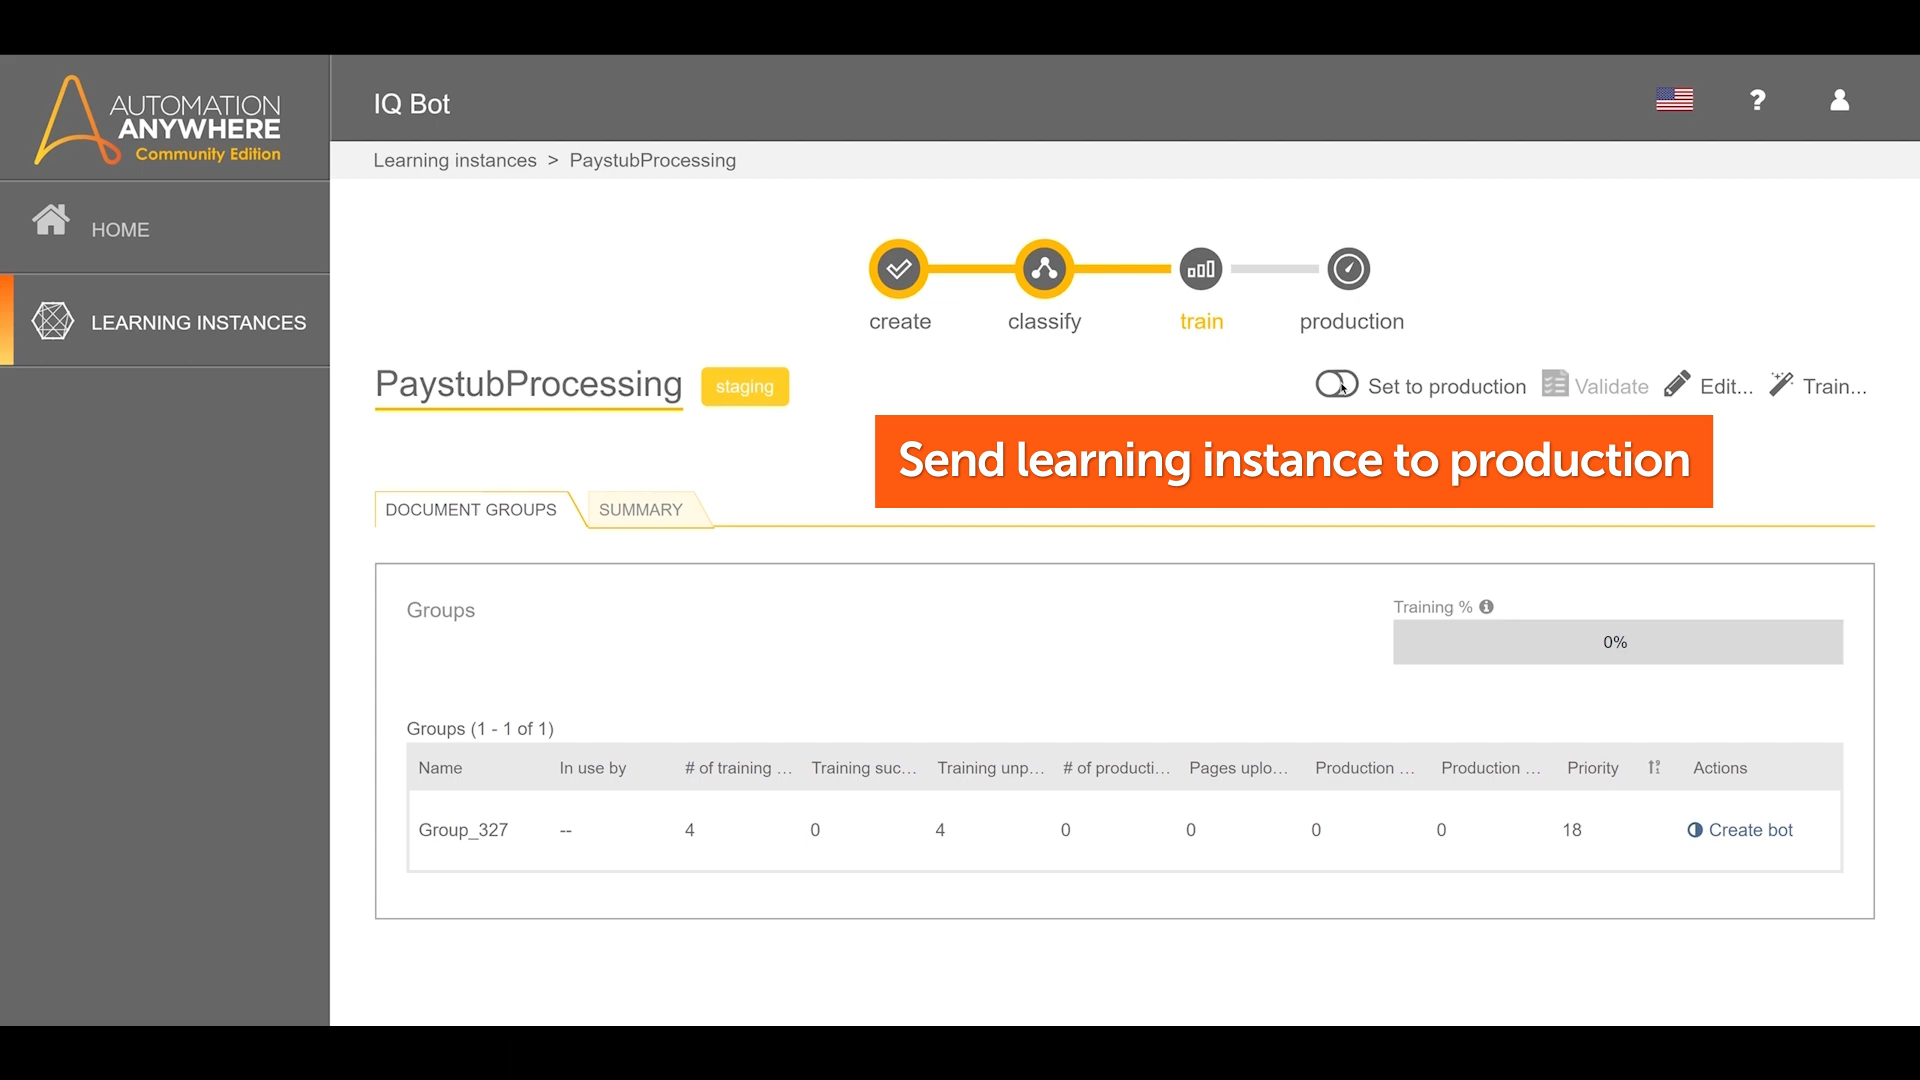 AUTOMATION
ANYWHERE
Community Edition
IQ Bot
?
Learning instances > PaystubProcessing
HOME
LEARNING INSTANCES
create classify train production
PaystubProcessing staging Set to production Validate Edit... Train...
Send learning instance to production
DOCUMENT GROUPS SUMMARY
Groups Training %
0%
Groups (1 - 1 of 1)
Name In use by # of training ... Training suc... Training unp... # of producti... Pages uplo... Production ... Production ... Priority Actions
Group_327 -- 4 0 4 0 0 0 0 18 Create bot